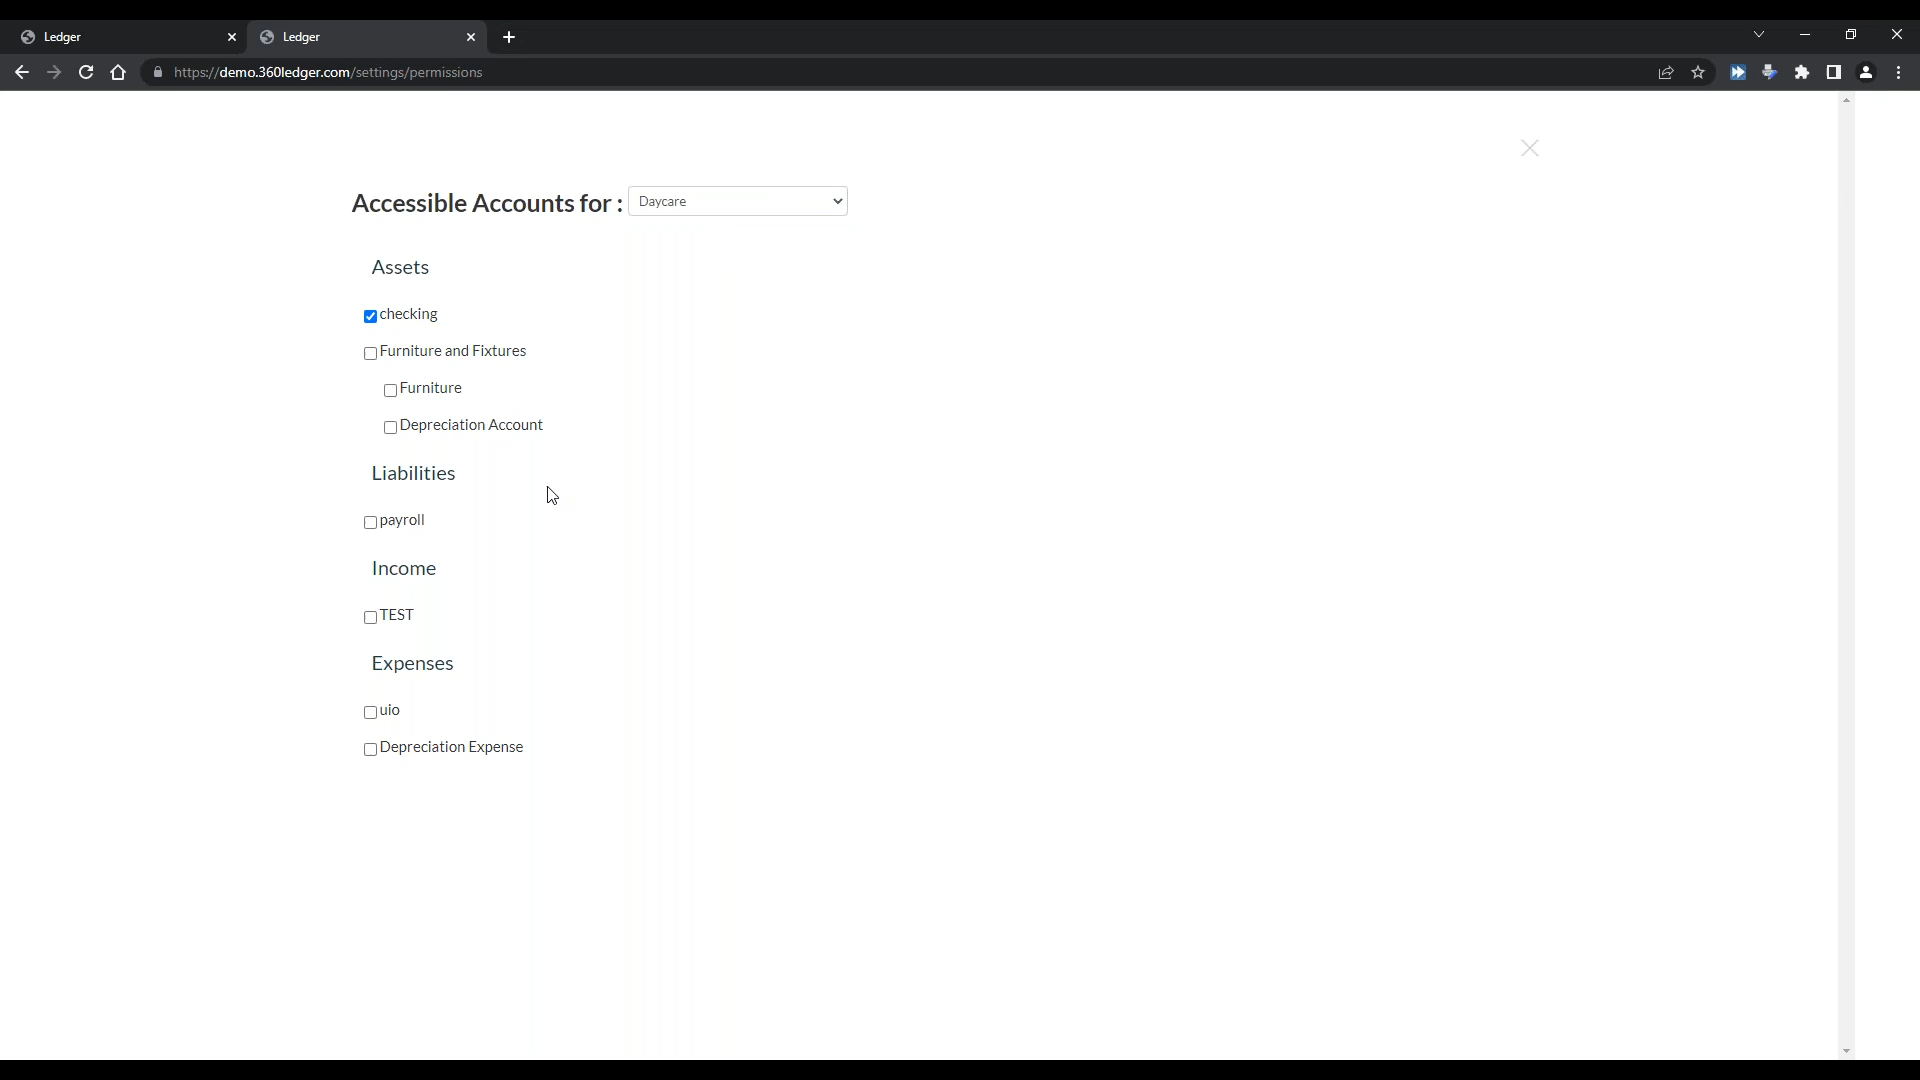 Ledger
Ledger
https://demo.360ledger.com/settings/permissions
Accessible Accounts for :
Daycare
Assets
checking
Furniture and Fixtures
Furniture
Depreciation Account
Liabilities
payroll
Income
TEST
Expenses
uio
Depreciation Expense